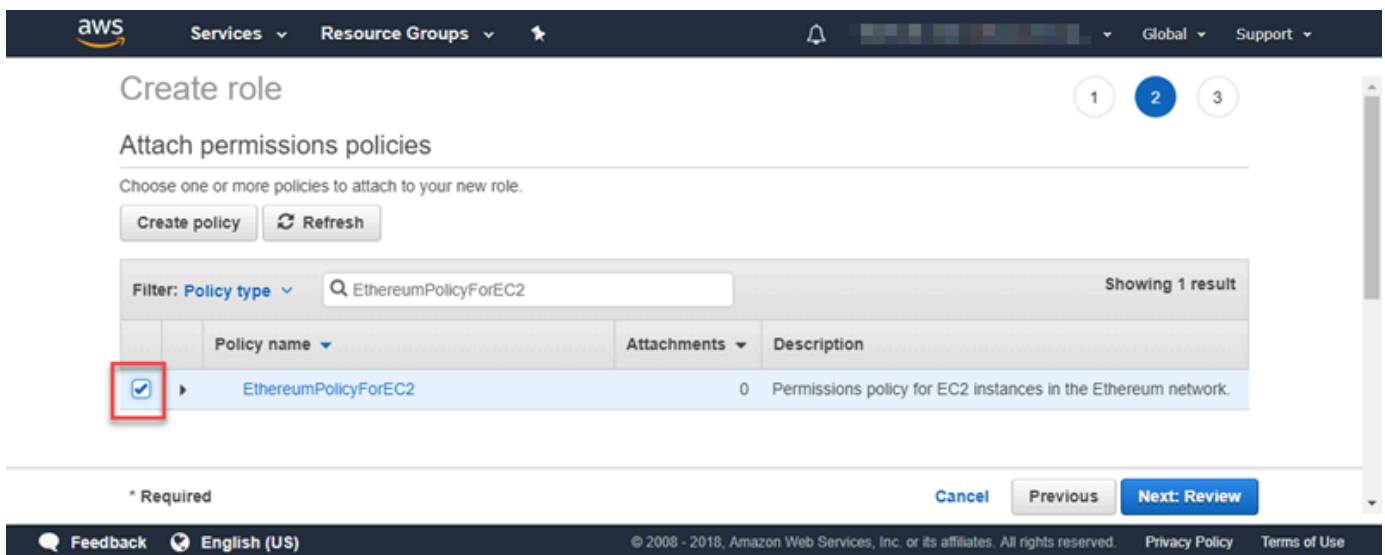 aws Services Resource Groups Global Support
Create role 1 2 3
Attach permissions policies
Choose one or more policies to attach to your new role.
Create policy Refresh
Filter: Policy type EthereumPolicyForEC2 Showing 1 result
Policy name Attachments Description
EthereumPolicyForEC2 0 Permissions policy for EC2 instances in the Ethereum network.
* Required Cancel Previous Next: Review
Feedback English (US) © 2008 - 2018, Amazon Web Services, Inc. or its affiliates. All rights reserved. Privacy Policy Terms of Use